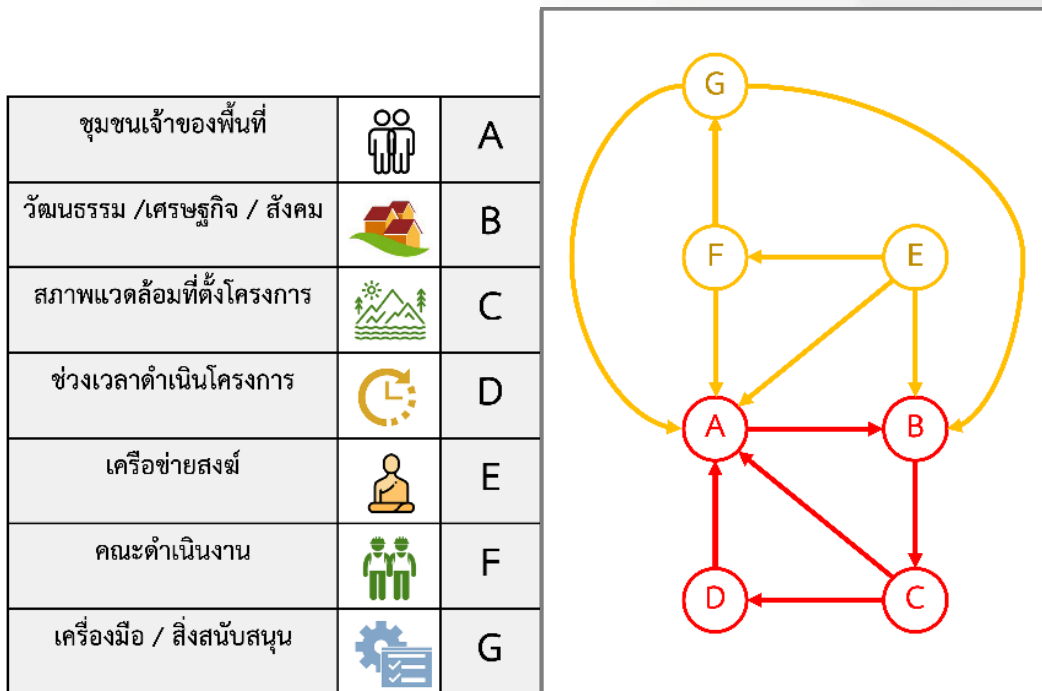 ชุมชนเจ้าของพื้นที่ A
วัฒนธรรม /เศรษฐกิจ / สังคม B
สภาพแวดล้อมที่ตั้งโครงการ C
ช่วงเวลาดำเนินโครงการ D
เครือข่ายสงฆ์ E
คณะดำเนินงาน F
เครื่องมือ / สิ่งสนับสนุน G
G
F E
A B
D C